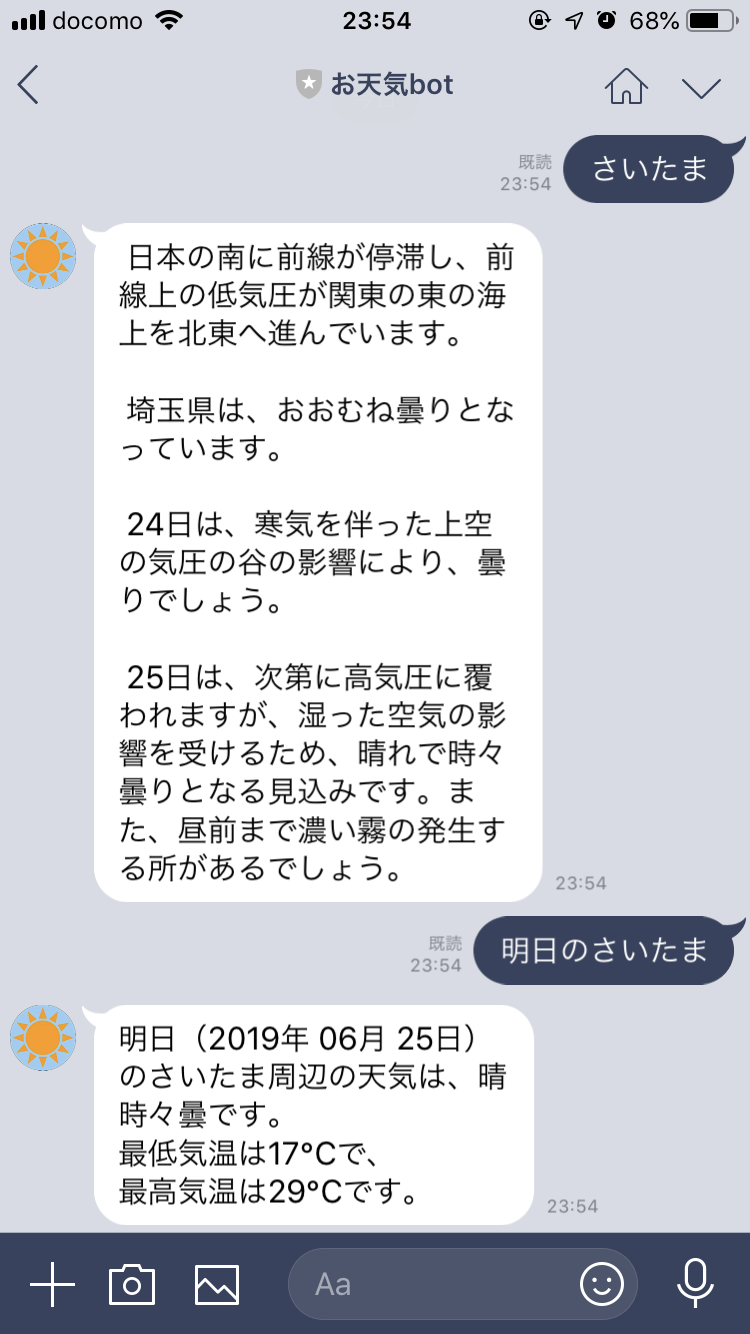 docomo 23:54 68%
お天気bot
既読
23:54
さいたま
日本の南に前線が停滞し、前
線上の低気圧が関東の東の海
上を北東へ進んでいます。
埼玉県は、おおむね曇りとな
っています。
24日は、寒気を伴った上空
の気圧の谷の影響により、曇
りでしょう。
25日は、次第に高気圧に覆
われますが、湿った空気の影
響を受けるため、晴れで時々
曇りとなる見込みです。ま
た、昼前まで濃い霧の発生す
る所があるでしょう。
23:54
既読
23:54
明日のさいたま
明日（2019年 06月 25日）
のさいたま周辺の天気は、晴
時々曇です。
最低気温は17°Cで、
最高気温は29°Cです。
23:54
Aa